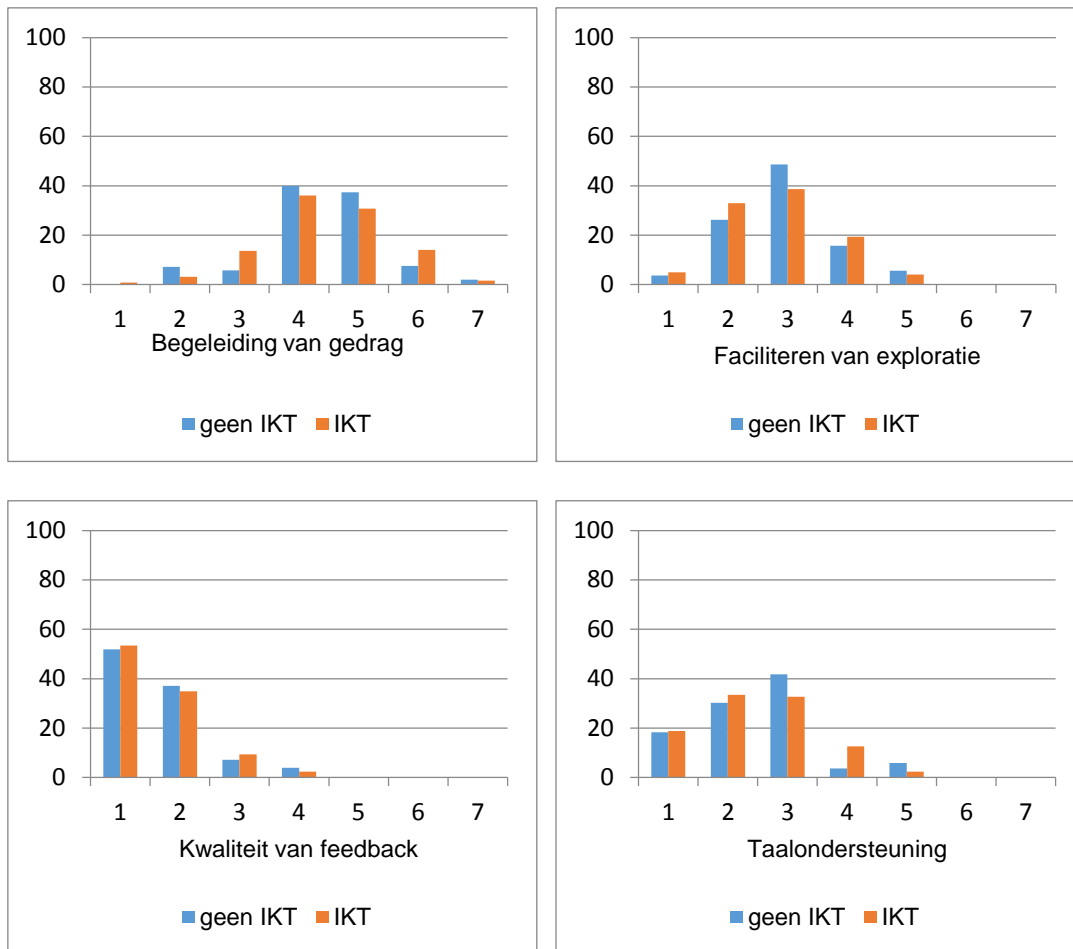 100
80
60
40
20
0
1 2 3 4 5 6 7
Begeleiding van gedrag
geen IKT IKT
100
80
60
40
20
0
1 2 3 4 5 6 7
Faciliteren van exploratie
geen IKT IKT
100
80
60
40
20
0
1 2 3 4 5 6 7
Kwaliteit van feedback
geen IKT IKT
100
80
60
40
20
0
1 2 3 4 5 6 7
Taalondersteuning
geen IKT IKT